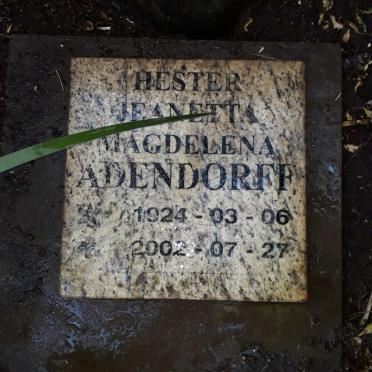 HESTER
JEANETTA
MAGDELENA
ADENDORFF
1924 - 03 - 06
2002 - 07 - 27